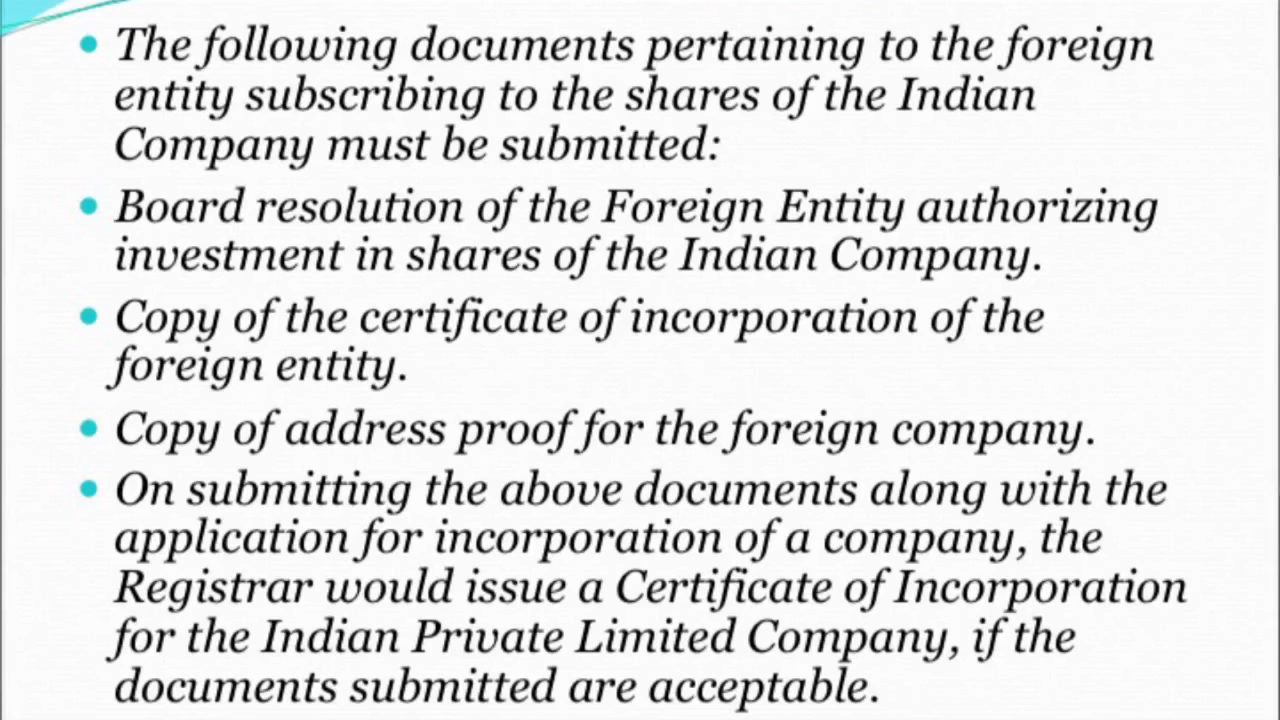 The following documents pertaining to the foreign
entity subscribing to the shares of the Indian
Company must be submitted:
Board resolution of the Foreign Entity authorizing
investment in shares of the Indian Company.
Copy of the certificate of incorporation of the
foreign entity.
Copy of address proof for the foreign company.
On submitting the above documents along with the
application for incorporation of a company, the
Registrar would issue a Certificate of Incorporation
for the Indian Private Limited Company, if the
documents submitted are acceptable.